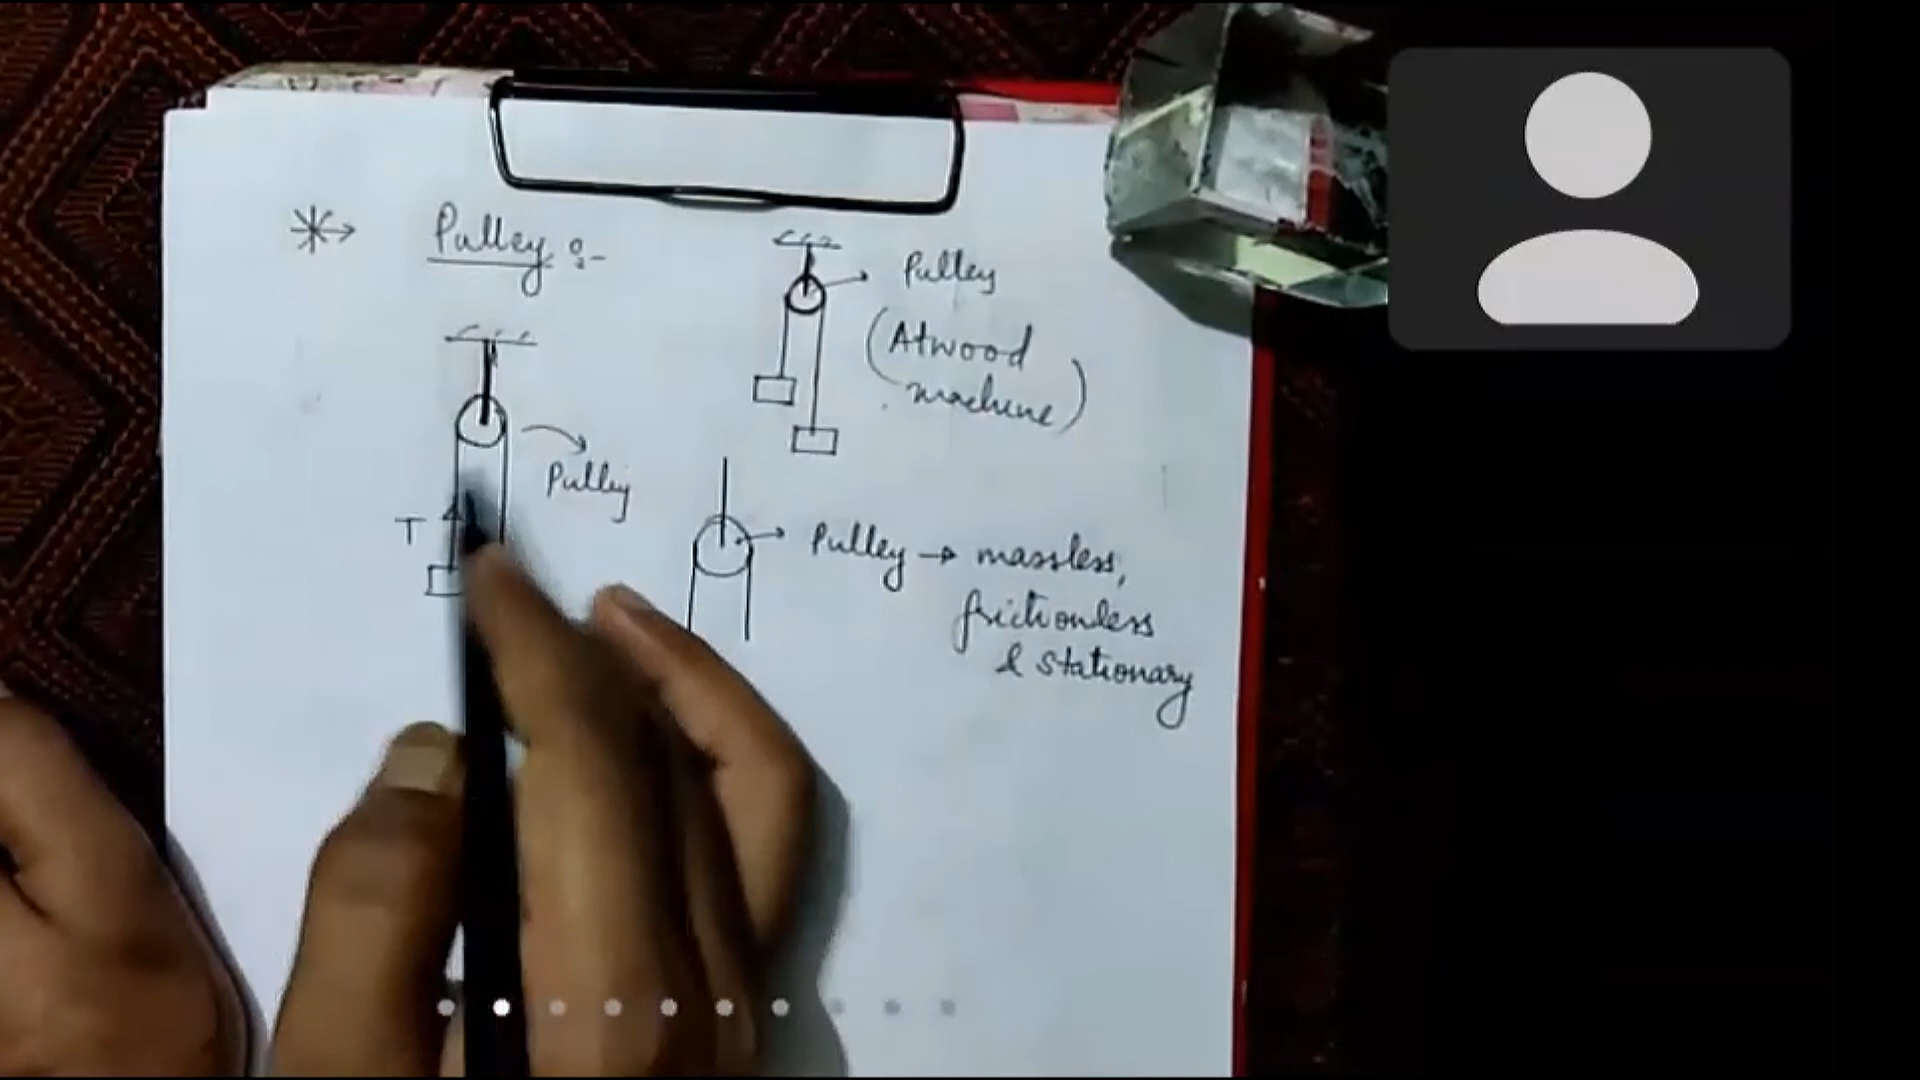 Pulley :-
Pulley
(Atwood
machine)
Pulley
T
Pulley → massless,
frictionless
& stationary